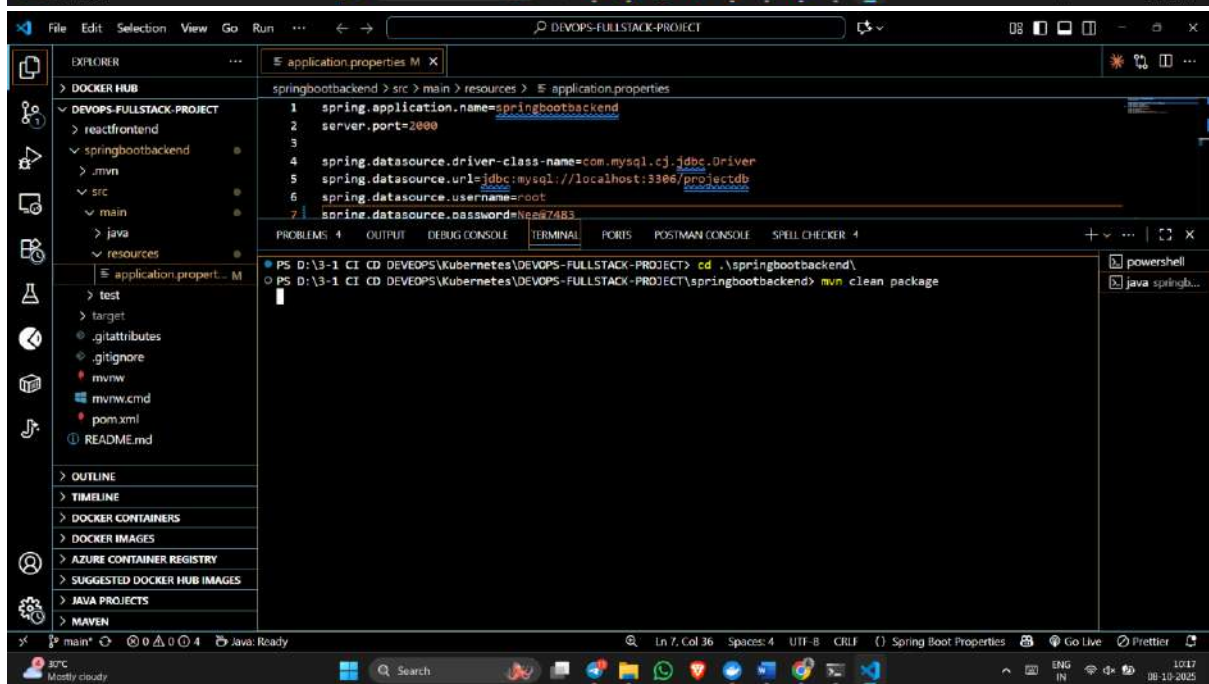 File Edit Selection View Go Run ··· DEVOPS-FULLSTACK-PROJECT
EXPLORER ···
DOCKER HUB
DEVOPS-FULLSTACK-PROJECT
reactfrontend
springbootbackend
.mvn
src
main
java
resources
application.propert... M
test
target
.gitattributes
.gitignore
mvnw
mvnw.cmd
pom.xml
README.md
OUTLINE
TIMELINE
DOCKER CONTAINERS
DOCKER IMAGES
AZURE CONTAINER REGISTRY
SUGGESTED DOCKER HUB IMAGES
JAVA PROJECTS
MAVEN
application.properties M
springbootbackend > src > main > resources > application.properties
1 spring.application.name=springbootbackend
2 server.port=2000
3
4 spring.datasource.driver-class-name=com.mysql.cj.jdbc.Driver
5 spring.datasource.url=jdbc:mysql://localhost:3306/projectdb
6 spring.datasource.username=root
7 spring.datasource.password=Nee@7483
PROBLEMS 4 OUTPUT DEBUG CONSOLE TERMINAL PORTS POSTMAN CONSOLE SPELL CHECKER 4
PS D:\3-1 CI CD DEVEOPS\Kubernetes\DEVOPS-FULLSTACK-PROJECT> cd .\springbootbackend\
PS D:\3-1 CI CD DEVEOPS\Kubernetes\DEVOPS-FULLSTACK-PROJECT\springbootbackend> mvn clean package
powershell
java springb...
main* 0 0 4 Java: Ready Ln 7, Col 36 Spaces: 4 UTF-8 CRLF {} Spring Boot Properties Go Live Prettier
30°C
Mostly cloudy
Search
ENG
IN
10:17
08-10-2025